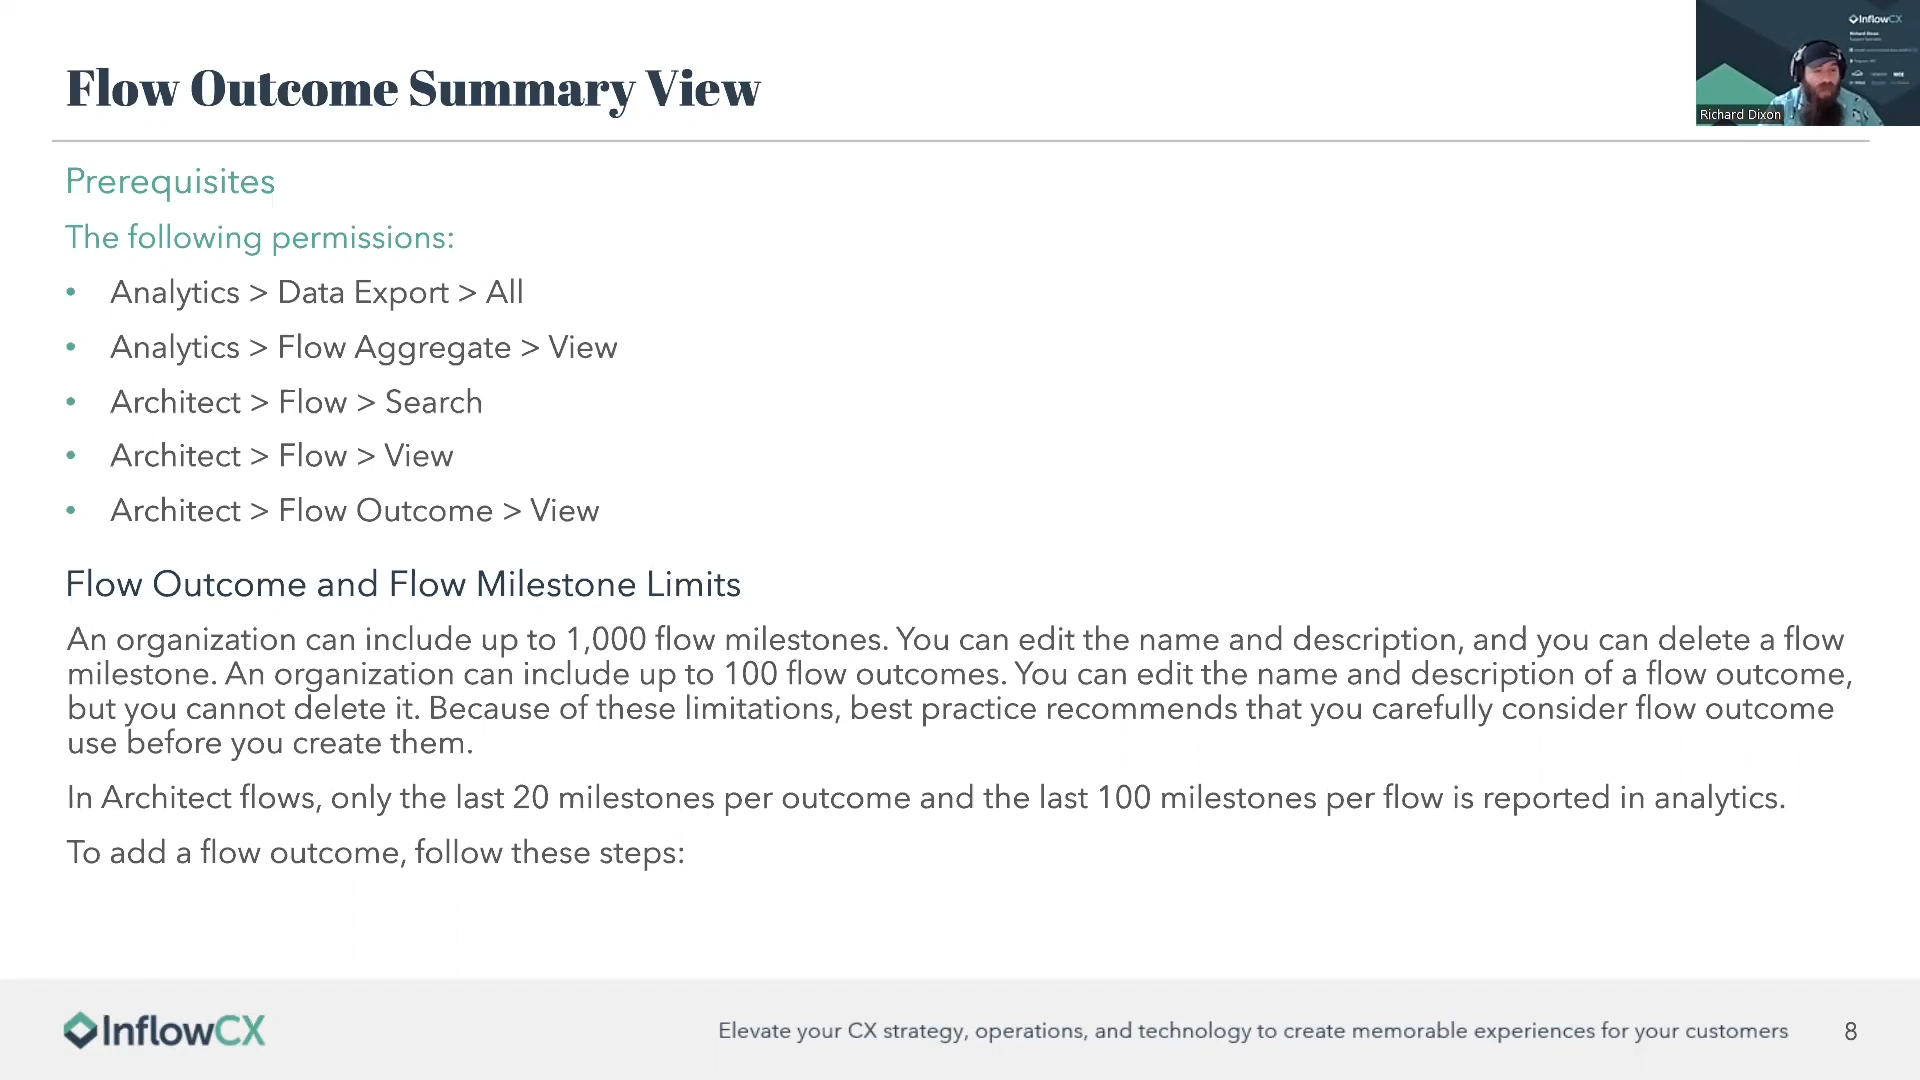 Flow Outcome Summary View
InflowCX
Richard Dixon
Prerequisites
The following permissions:
• Analytics > Data Export > All
• Analytics > Flow Aggregate > View
• Architect > Flow > Search
• Architect > Flow > View
• Architect > Flow Outcome > View
Flow Outcome and Flow Milestone Limits
An organization can include up to 1,000 flow milestones. You can edit the name and description, and you can delete a flow
milestone. An organization can include up to 100 flow outcomes. You can edit the name and description of a flow outcome,
but you cannot delete it. Because of these limitations, best practice recommends that you carefully consider flow outcome
use before you create them.
In Architect flows, only the last 20 milestones per outcome and the last 100 milestones per flow is reported in analytics.
To add a flow outcome, follow these steps:
InflowCX
Elevate your CX strategy, operations, and technology to create memorable experiences for your customers
8